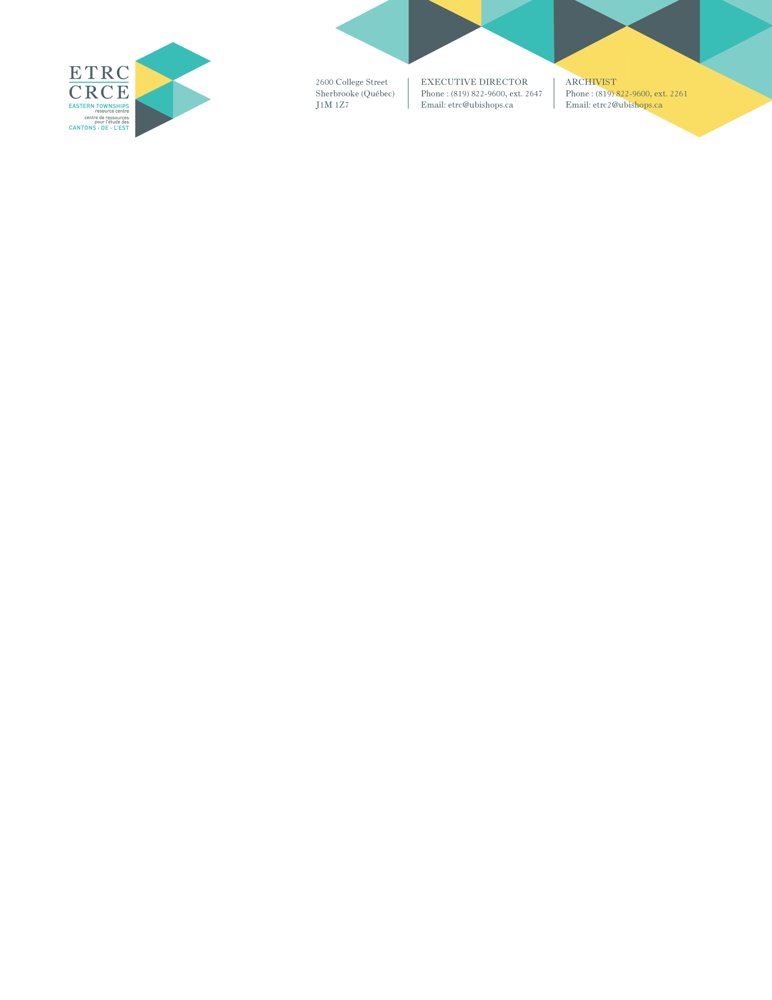 ETRC
CRCE
EASTERN TOWNSHIPS
resource centre
centre de ressources
pour l'étude des
CANTONS - DE - L'EST
2600 College Street
Sherbrooke (Québec)
J1M 1Z7
EXECUTIVE DIRECTOR
Phone : (819) 822-9600, ext. 2647
Email: etrc@ubishops.ca
ARCHIVIST
Phone : (819) 822-9600, ext. 2261
Email: etrc2@ubishops.ca